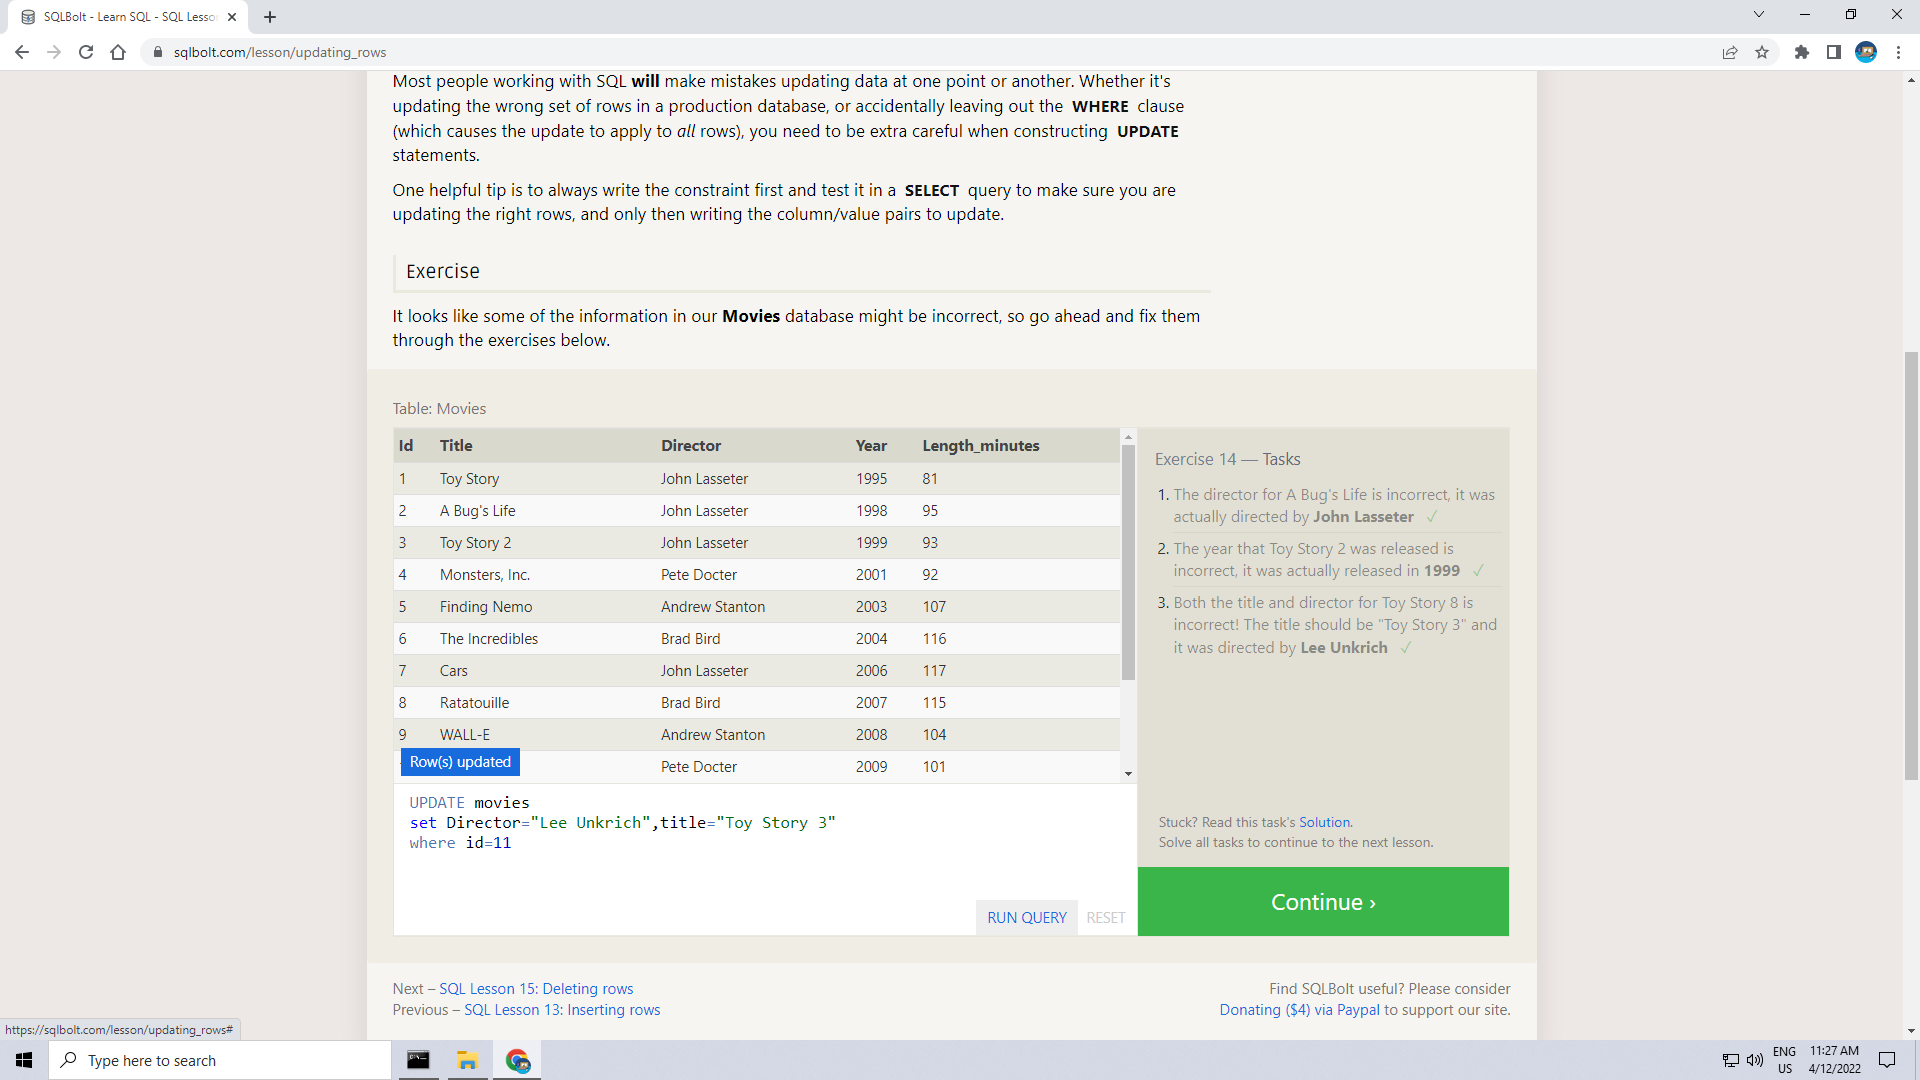 SQLBolt - Learn SQL - SQL Lesso
sqlbolt.com/lesson/updating_rows
Most people working with SQL will make mistakes updating data at one point or another. Whether it's
updating the wrong set of rows in a production database, or accidentally leaving out the WHERE clause
(which causes the update to apply to all rows), you need to be extra careful when constructing UPDATE
statements.
One helpful tip is to always write the constraint first and test it in a SELECT query to make sure you are
updating the right rows, and only then writing the column/value pairs to update.
Exercise
It looks like some of the information in our Movies database might be incorrect, so go ahead and fix them
through the exercises below.
Table: Movies
Id Title Director Year Length_minutes
1 Toy Story John Lasseter 1995 81
2 A Bug's Life John Lasseter 1998 95
3 Toy Story 2 John Lasseter 1999 93
4 Monsters, Inc. Pete Docter 2001 92
5 Finding Nemo Andrew Stanton 2003 107
6 The Incredibles Brad Bird 2004 116
7 Cars John Lasseter 2006 117
8 Ratatouille Brad Bird 2007 115
9 WALL-E Andrew Stanton 2008 104
Pete Docter 2009 101
Row(s) updated
UPDATE movies
set Director="Lee Unkrich",title="Toy Story 3"
where id=11
RUN QUERY RESET
Exercise 14 — Tasks
1. The director for A Bug's Life is incorrect, it was
actually directed by John Lasseter ✓
2. The year that Toy Story 2 was released is
incorrect, it was actually released in 1999 ✓
3. Both the title and director for Toy Story 8 is
incorrect! The title should be "Toy Story 3" and
it was directed by Lee Unkrich ✓
Stuck? Read this task's Solution.
Solve all tasks to continue to the next lesson.
Continue ›
Next – SQL Lesson 15: Deleting rows
Previous – SQL Lesson 13: Inserting rows
Find SQLBolt useful? Please consider
Donating ($4) via Paypal to support our site.
https://sqlbolt.com/lesson/updating_rows#
Type here to search
ENG
US
11:27 AM
4/12/2022